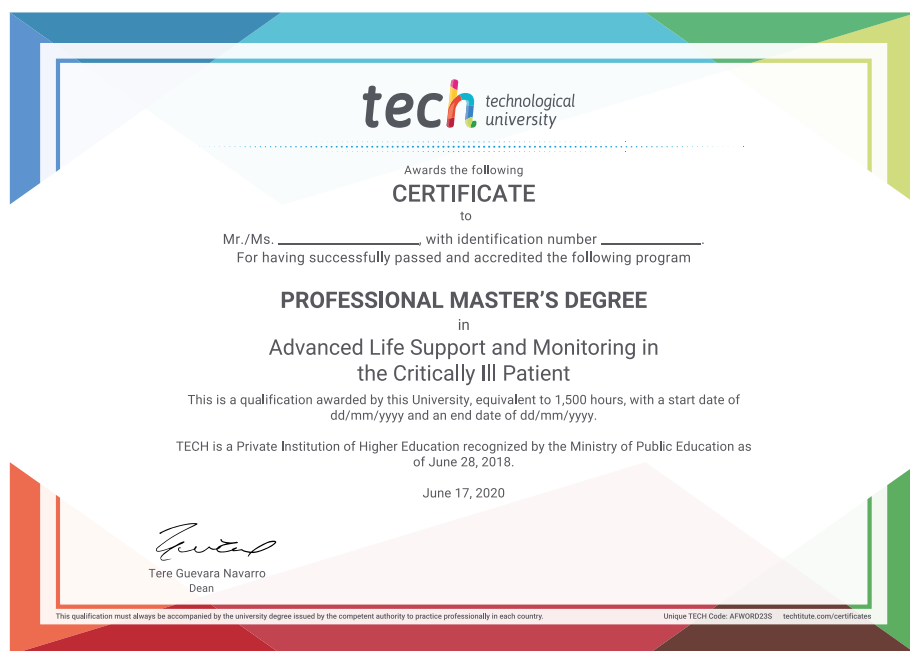 tech technological
university
Awards the following
CERTIFICATE
to
Mr./Ms. ____________________, with identification number ______________.
For having successfully passed and accredited the following program
PROFESSIONAL MASTER'S DEGREE
in
Advanced Life Support and Monitoring in
the Critically Ill Patient
This is a qualification awarded by this University, equivalent to 1,500 hours, with a start date of
dd/mm/yyyy and an end date of dd/mm/yyyy.
TECH is a Private Institution of Higher Education recognized by the Ministry of Public Education as
of June 28, 2018.
June 17, 2020
Tere Guevara Navarro
Dean
This qualification must always be accompanied by the university degree issued by the competent authority to practice professionally in each country.
Unique TECH Code: AFWORD23S techtitute.com/certificates